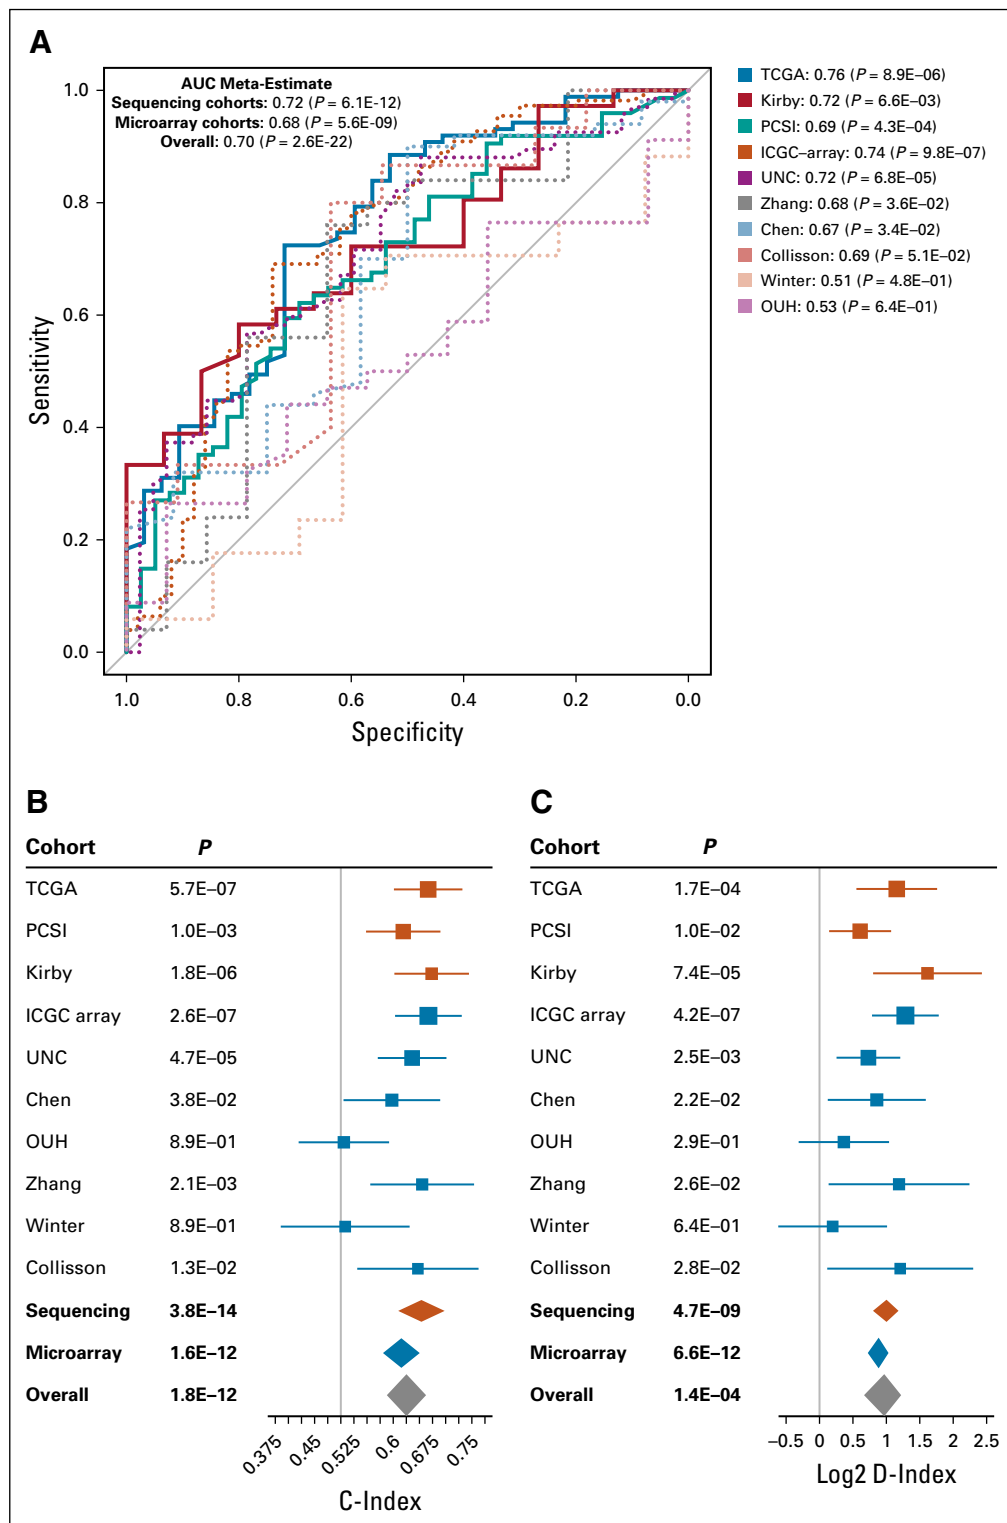 A
AUC Meta-Estimate
Sequencing cohorts: 0.72 (P = 6.1E-12)
Microarray cohorts: 0.68 (P = 5.6E-09)
Overall: 0.70 (P = 2.6E-22)
TCGA: 0.76 (P = 8.9E–06)
Kirby: 0.72 (P = 6.6E–03)
PCSI: 0.69 (P = 4.3E–04)
ICGC–array: 0.74 (P = 9.8E–07)
UNC: 0.72 (P = 6.8E–05)
Zhang: 0.68 (P = 3.6E–02)
Chen: 0.67 (P = 3.4E–02)
Collisson: 0.69 (P = 5.1E–02)
Winter: 0.51 (P = 4.8E–01)
OUH: 0.53 (P = 6.4E–01)
1.0
0.8
0.6
0.4
0.2
0.0
Sensitivity
1.0 0.8 0.6 0.4 0.2 0.0
Specificity
B
Cohort P
TCGA 5.7E–07
PCSI 1.0E–03
Kirby 1.8E–06
ICGC array 2.6E–07
UNC 4.7E–05
Chen 3.8E–02
OUH 8.9E–01
Zhang 2.1E–03
Winter 8.9E–01
Collisson 1.3E–02
Sequencing 3.8E–14
Microarray 1.6E–12
Overall 1.8E–12
0.375 0.45 0.525 0.6 0.675 0.75
C-Index
C
Cohort P
TCGA 1.7E–04
PCSI 1.0E–02
Kirby 7.4E–05
ICGC array 4.2E–07
UNC 2.5E–03
Chen 2.2E–02
OUH 2.9E–01
Zhang 2.6E–02
Winter 6.4E–01
Collisson 2.8E–02
Sequencing 4.7E–09
Microarray 6.6E–12
Overall 1.4E–04
–0.5 0 0.5 1 1.5 2 2.5
Log2 D-Index